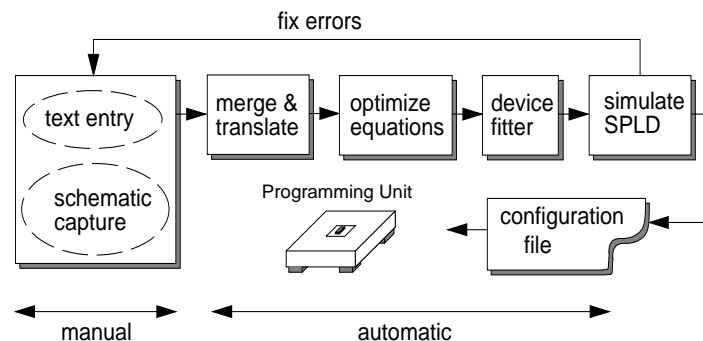 fix errors
text entry
schematic
capture
merge &
translate
optimize
equations
device
fitter
simulate
SPLD
Programming Unit
configuration
file
manual
automatic